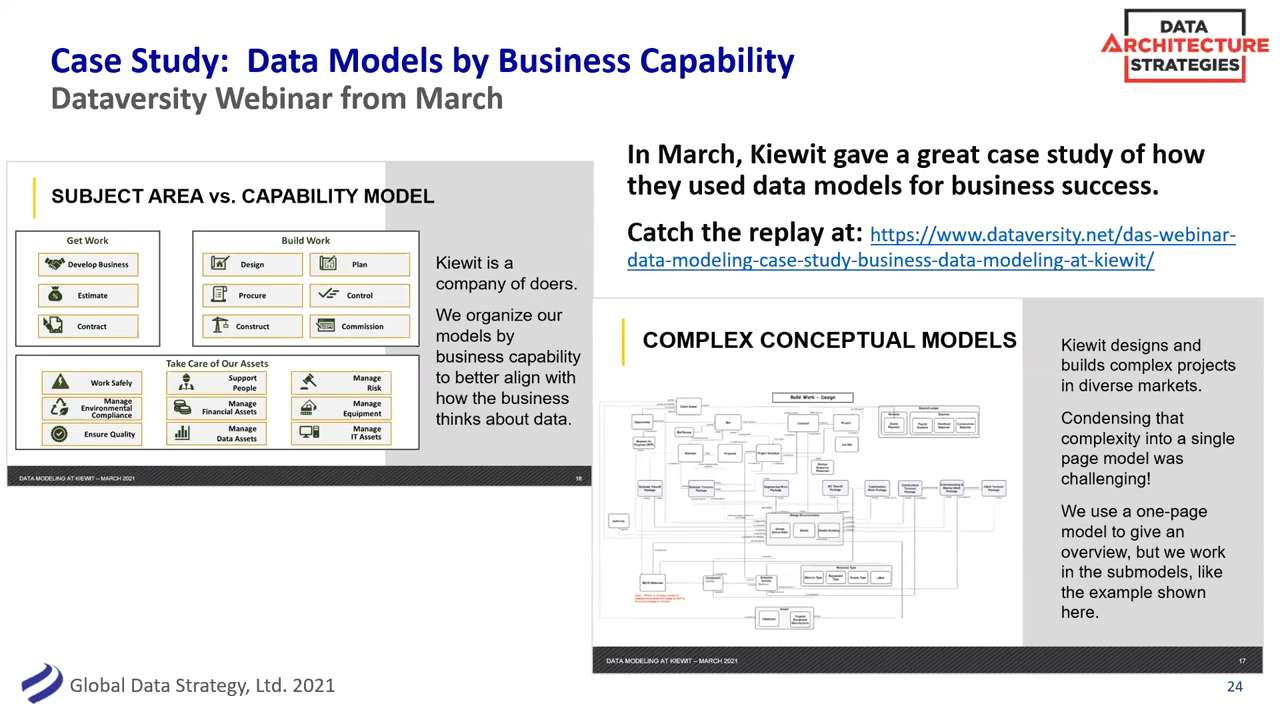 Case Study: Data Models by Business Capability
Dataversity Webinar from March
DATA
ARCHITECTURE
STRATEGIES
SUBJECT AREA vs. CAPABILITY MODEL
Get Work
Develop Business
Estimate
Contract
Build Work
Design
Plan
Procure
Control
Construct
Commission
Take Care of Our Assets
Work Safely
Support
People
Manage
Risk
Manage
Environmental
Compliance
Manage
Financial Assets
Manage
Equipment
Ensure Quality
Manage
Data Assets
Manage
IT Assets
Kiewit is a
company of doers.
We organize our
models by
business capability
to better align with
how the business
thinks about data.
DATA MODELING AT KIEWIT – MARCH 2021
16
In March, Kiewit gave a great case study of how
they used data models for business success.
Catch the replay at: https://www.dataversity.net/das-webinar-
data-modeling-case-study-business-data-modeling-at-kiewit/
COMPLEX CONCEPTUAL MODELS
Build Work - Design
Contract
Project
Proposal
Kiewit designs and
builds complex projects
in diverse markets.
Condensing that
complexity into a single
page model was
challenging!
We use a one-page
model to give an
overview, but we work
in the submodels, like
the example shown
here.
DATA MODELING AT KIEWIT – MARCH 2021
17
Global Data Strategy, Ltd. 2021
24